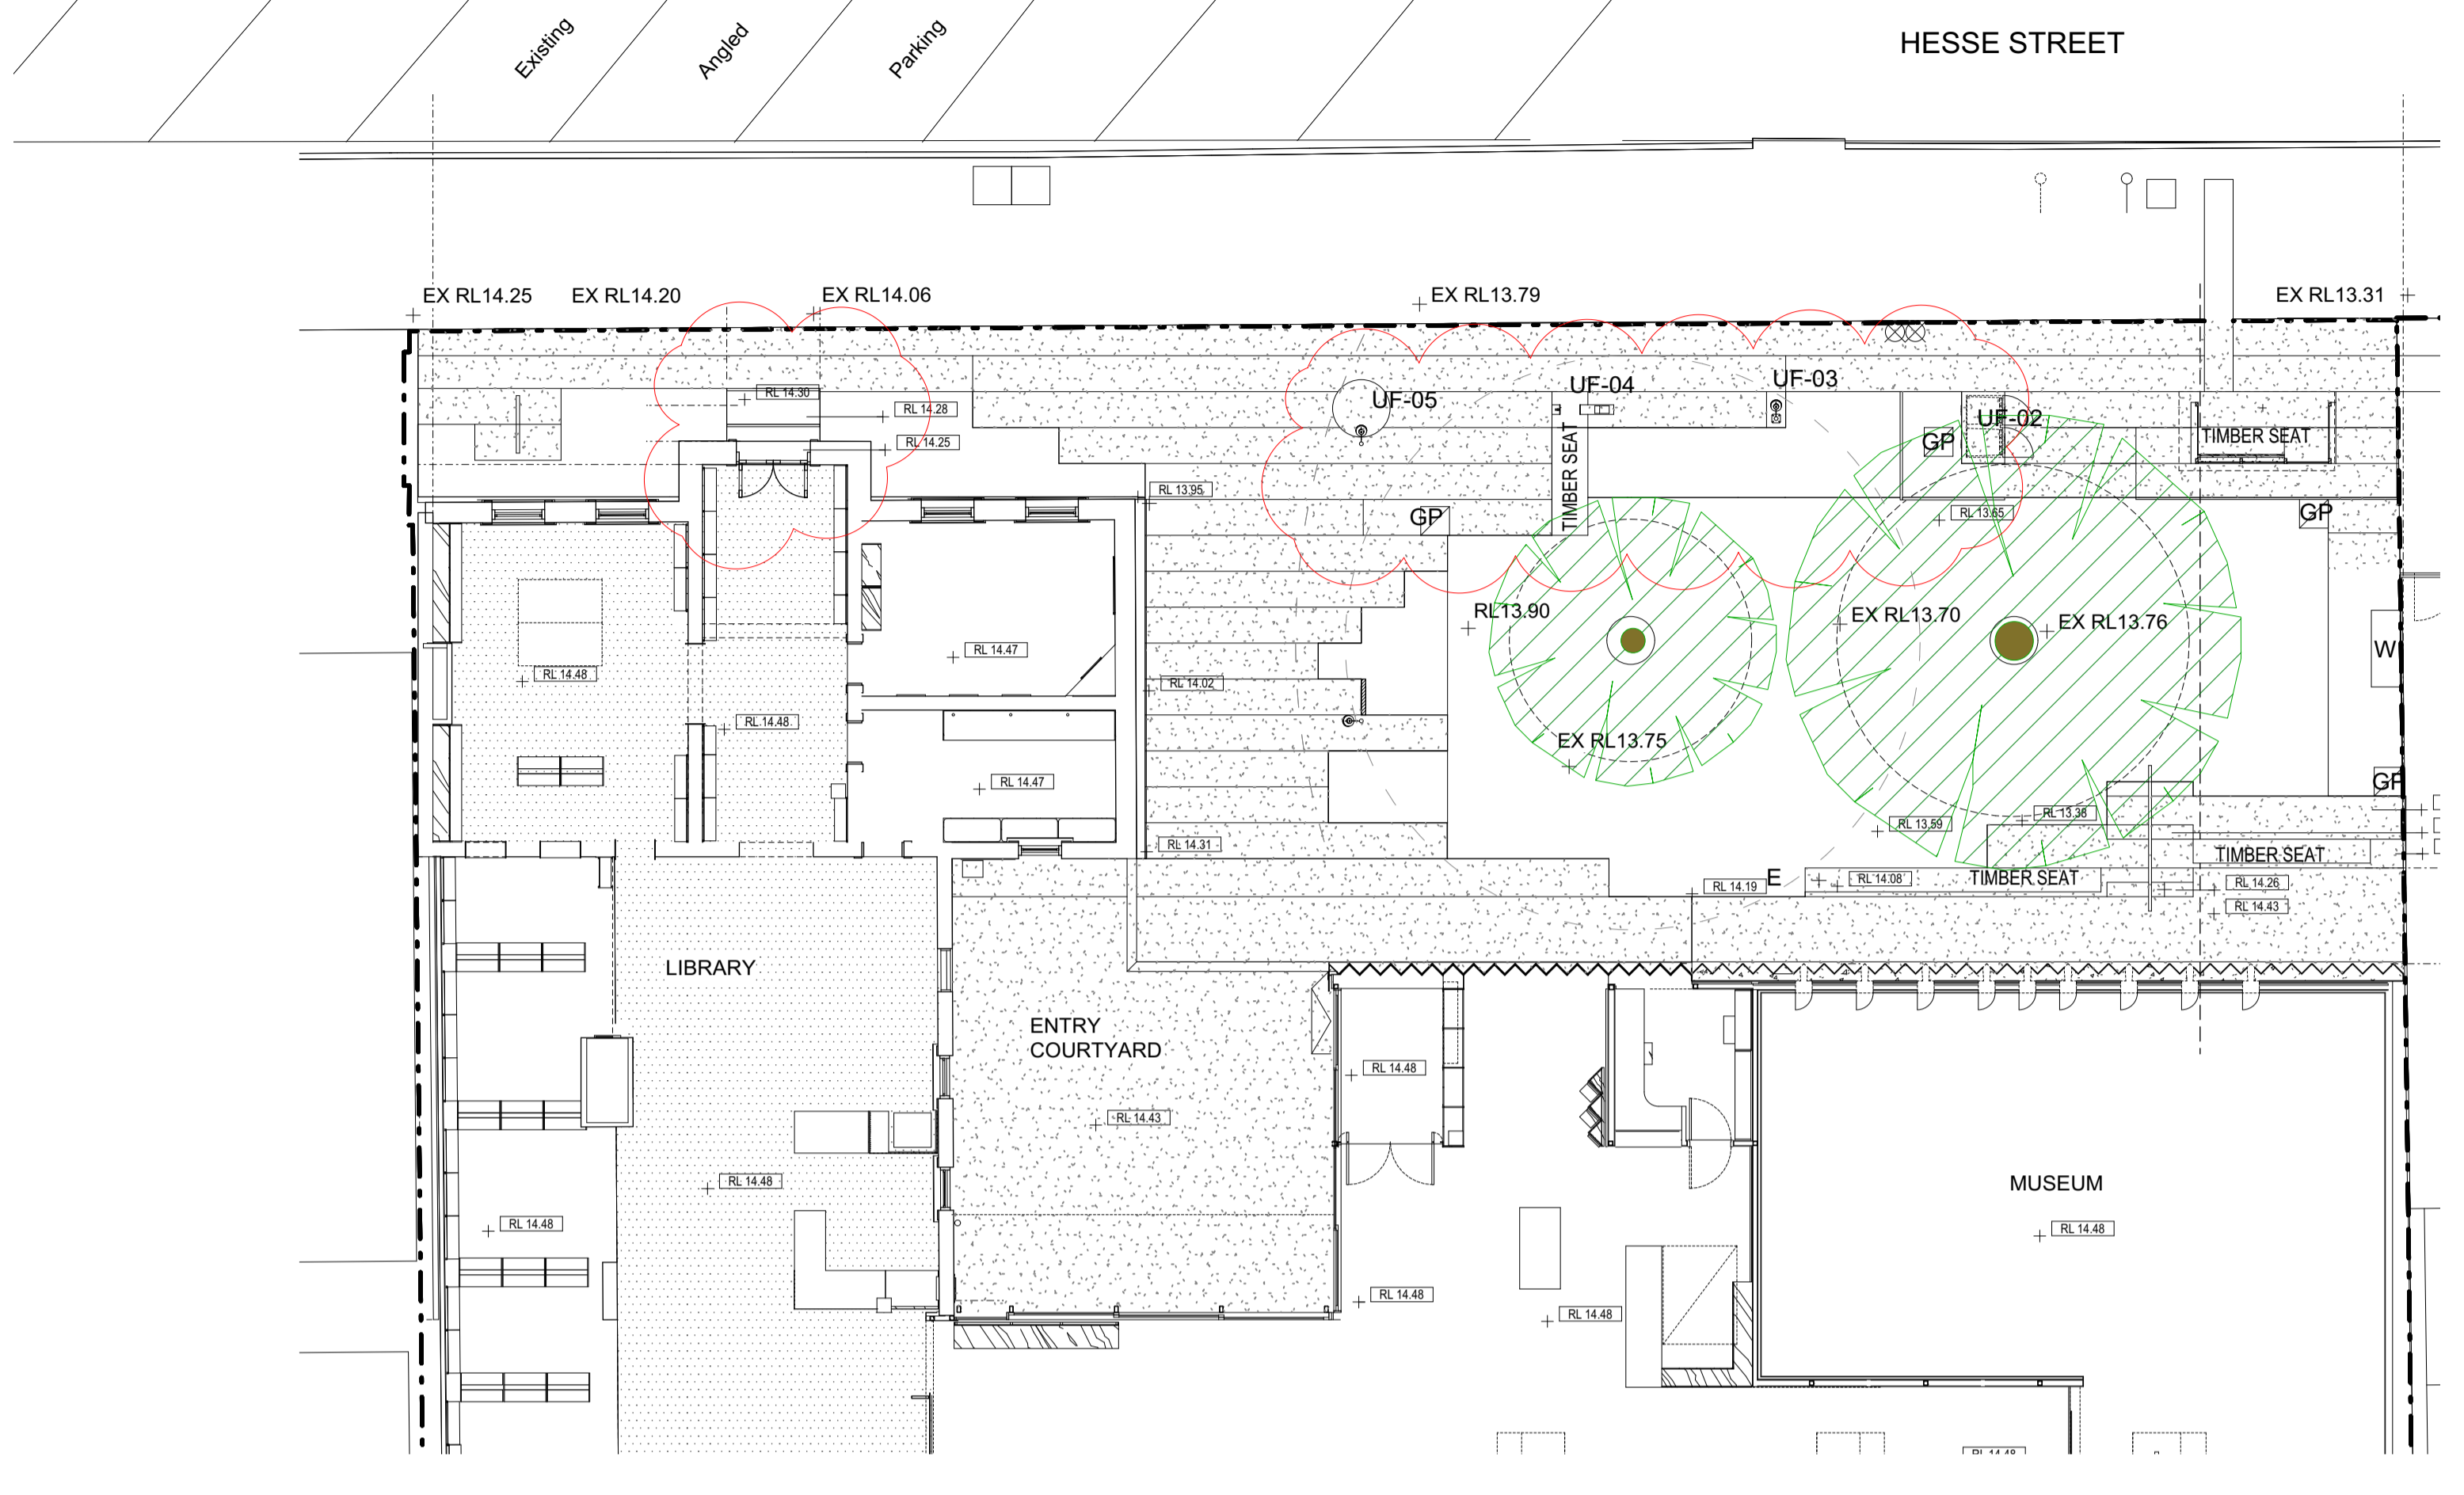 HESSE STREET
Existing
Angled
Parking
EX RL14.25
EX RL14.20
EX RL14.06
EX RL13.79
EX RL13.31
RL 14.30
RL 14.28
RL 14.25
UF-05
UF-04
UF-03
UF-02
GP
TIMBER SEAT
TIMBER SEAT
RL 13.95
GP
RL 13.65
GP
RL13.90
EX RL13.70
EX RL13.76
W
RL 14.47
RL 14.48
RL 14.02
RL 14.48
EX RL13.75
RL 14.47
GP
RL 13.38
RL 13.59
RL 14.31
TIMBER SEAT
RL 14.19
E
RL 14.08
TIMBER SEAT
RL 14.26
RL 14.43
LIBRARY
ENTRY
COURTYARD
RL 14.48
RL 14.43
RL 14.48
MUSEUM
RL 14.48
RL 14.48
RL 14.48
RL 14.48
RL 14.48